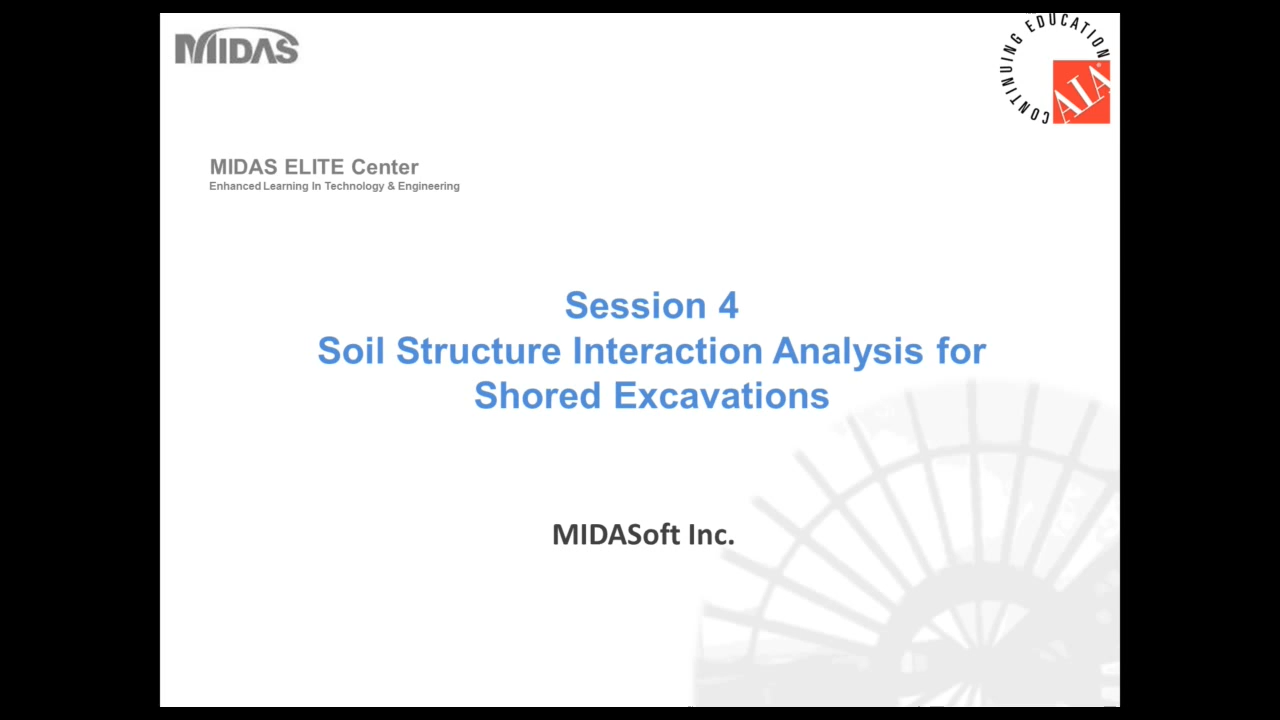 MIDAS
CONTINUING EDUCATION
AIA®
MIDAS ELITE Center
Enhanced Learning In Technology & Engineering
Session 4
Soil Structure Interaction Analysis for
Shored Excavations
MIDASoft Inc.